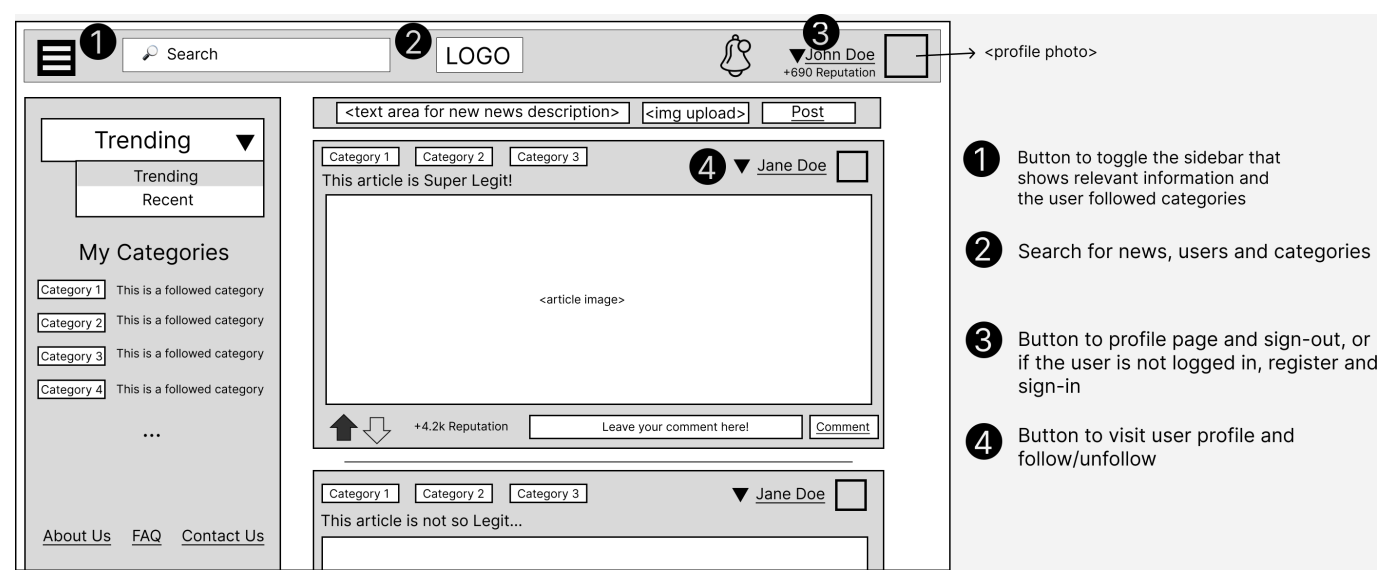 1
Search
2
LOGO
3
John Doe
+690 Reputation
<profile photo>
Trending
Trending
Recent
My Categories
Category 1 This is a followed category
Category 2 This is a followed category
Category 3 This is a followed category
Category 4 This is a followed category
...
About Us FAQ Contact Us
<text area for new news description> <img upload> Post
Category 1 Category 2 Category 3
4
Jane Doe
This article is Super Legit!
<article image>
+4.2k Reputation Leave your comment here! Comment
Category 1 Category 2 Category 3
Jane Doe
This article is not so Legit...
1 Button to toggle the sidebar that
shows relevant information and
the user followed categories
2 Search for news, users and categories
3 Button to profile page and sign-out, or
if the user is not logged in, register and
sign-in
4 Button to visit user profile and
follow/unfollow